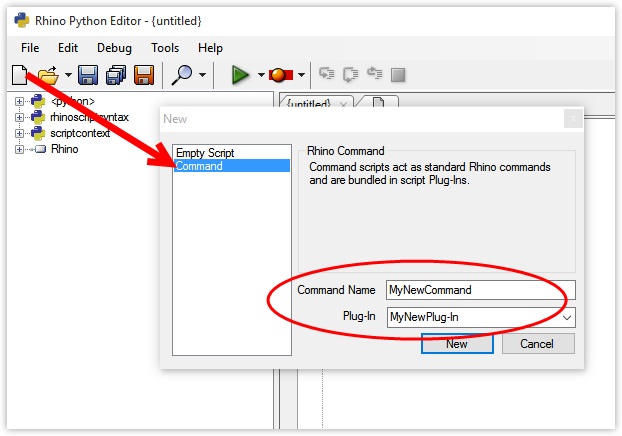 Rhino Python Editor - {untitled}
File Edit Debug Tools Help
<python>
rhinoscriptsyntax
scriptcontext
Rhino
{untitled}
New
Empty Script
Command
Rhino Command
Command scripts act as standard Rhino commands
and are bundled in script Plug-Ins.
Command Name MyNewCommand
Plug-In MyNewPlug-In
New Cancel